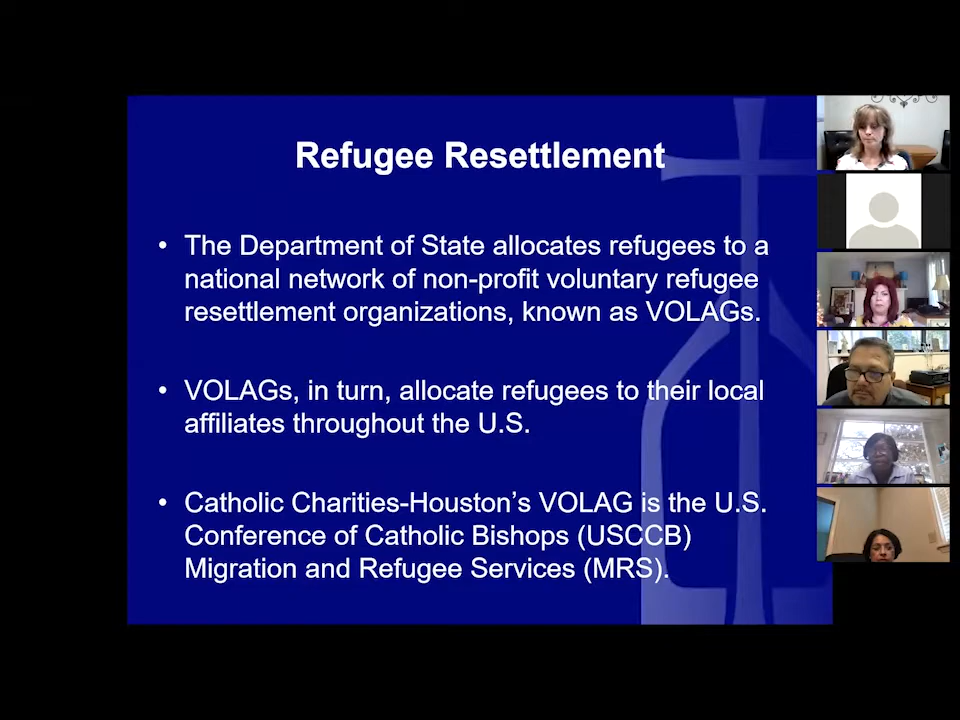 Refugee Resettlement
• The Department of State allocates refugees to a
national network of non-profit voluntary refugee
resettlement organizations, known as VOLAGs.
• VOLAGs, in turn, allocate refugees to their local
affiliates throughout the U.S.
• Catholic Charities-Houston’s VOLAG is the U.S.
Conference of Catholic Bishops (USCCB)
Migration and Refugee Services (MRS).